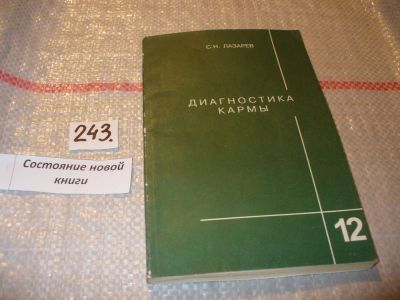 С.Н. ЛАЗАРЕВ
ДИАГНОСТИКА
КАРМЫ
12
243.
Состояние новой
книги